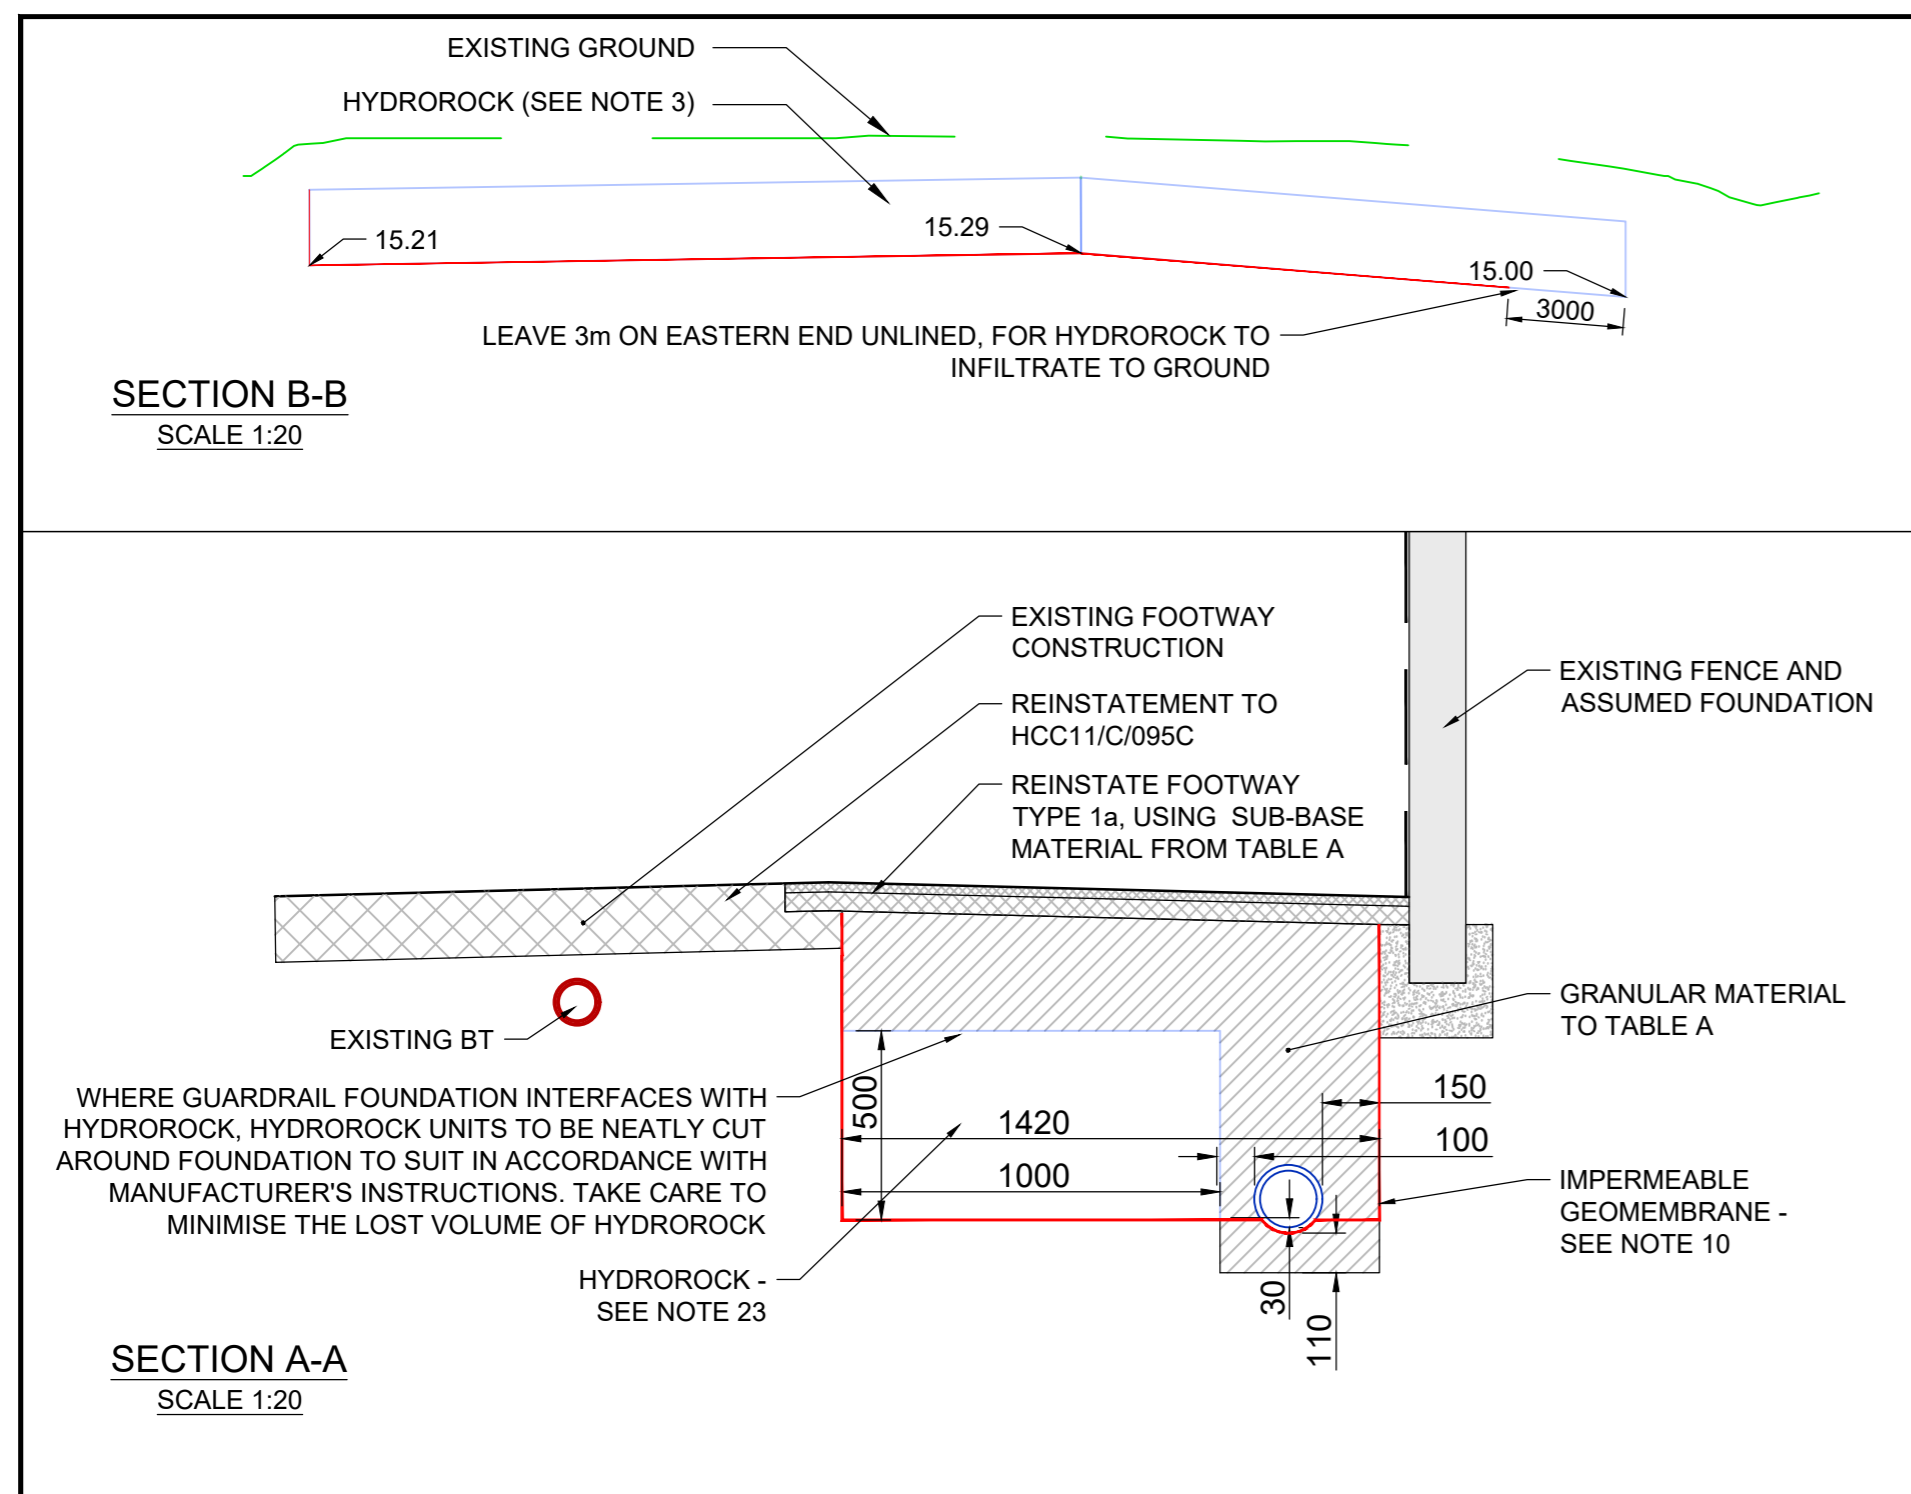 EXISTING GROUND
HYDROROCK (SEE NOTE 3)
15.21
15.29
15.00
3000
LEAVE 3m ON EASTERN END UNLINED, FOR HYDROROCK TO
INFILTRATE TO GROUND
SECTION B-B
SCALE 1:20
EXISTING FOOTWAY
CONSTRUCTION
REINSTATEMENT TO
HCC11/C/095C
REINSTATE FOOTWAY
TYPE 1a, USING SUB-BASE
MATERIAL FROM TABLE A
EXISTING FENCE AND
ASSUMED FOUNDATION
GRANULAR MATERIAL
TO TABLE A
EXISTING BT
WHERE GUARDRAIL FOUNDATION INTERFACES WITH
HYDROROCK, HYDROROCK UNITS TO BE NEATLY CUT
AROUND FOUNDATION TO SUIT IN ACCORDANCE WITH
MANUFACTURER'S INSTRUCTIONS. TAKE CARE TO
MINIMISE THE LOST VOLUME OF HYDROROCK
500
1420
1000
150
100
IMPERMEABLE
GEOMEMBRANE -
SEE NOTE 10
HYDROROCK -
SEE NOTE 23
30
110
SECTION A-A
SCALE 1:20